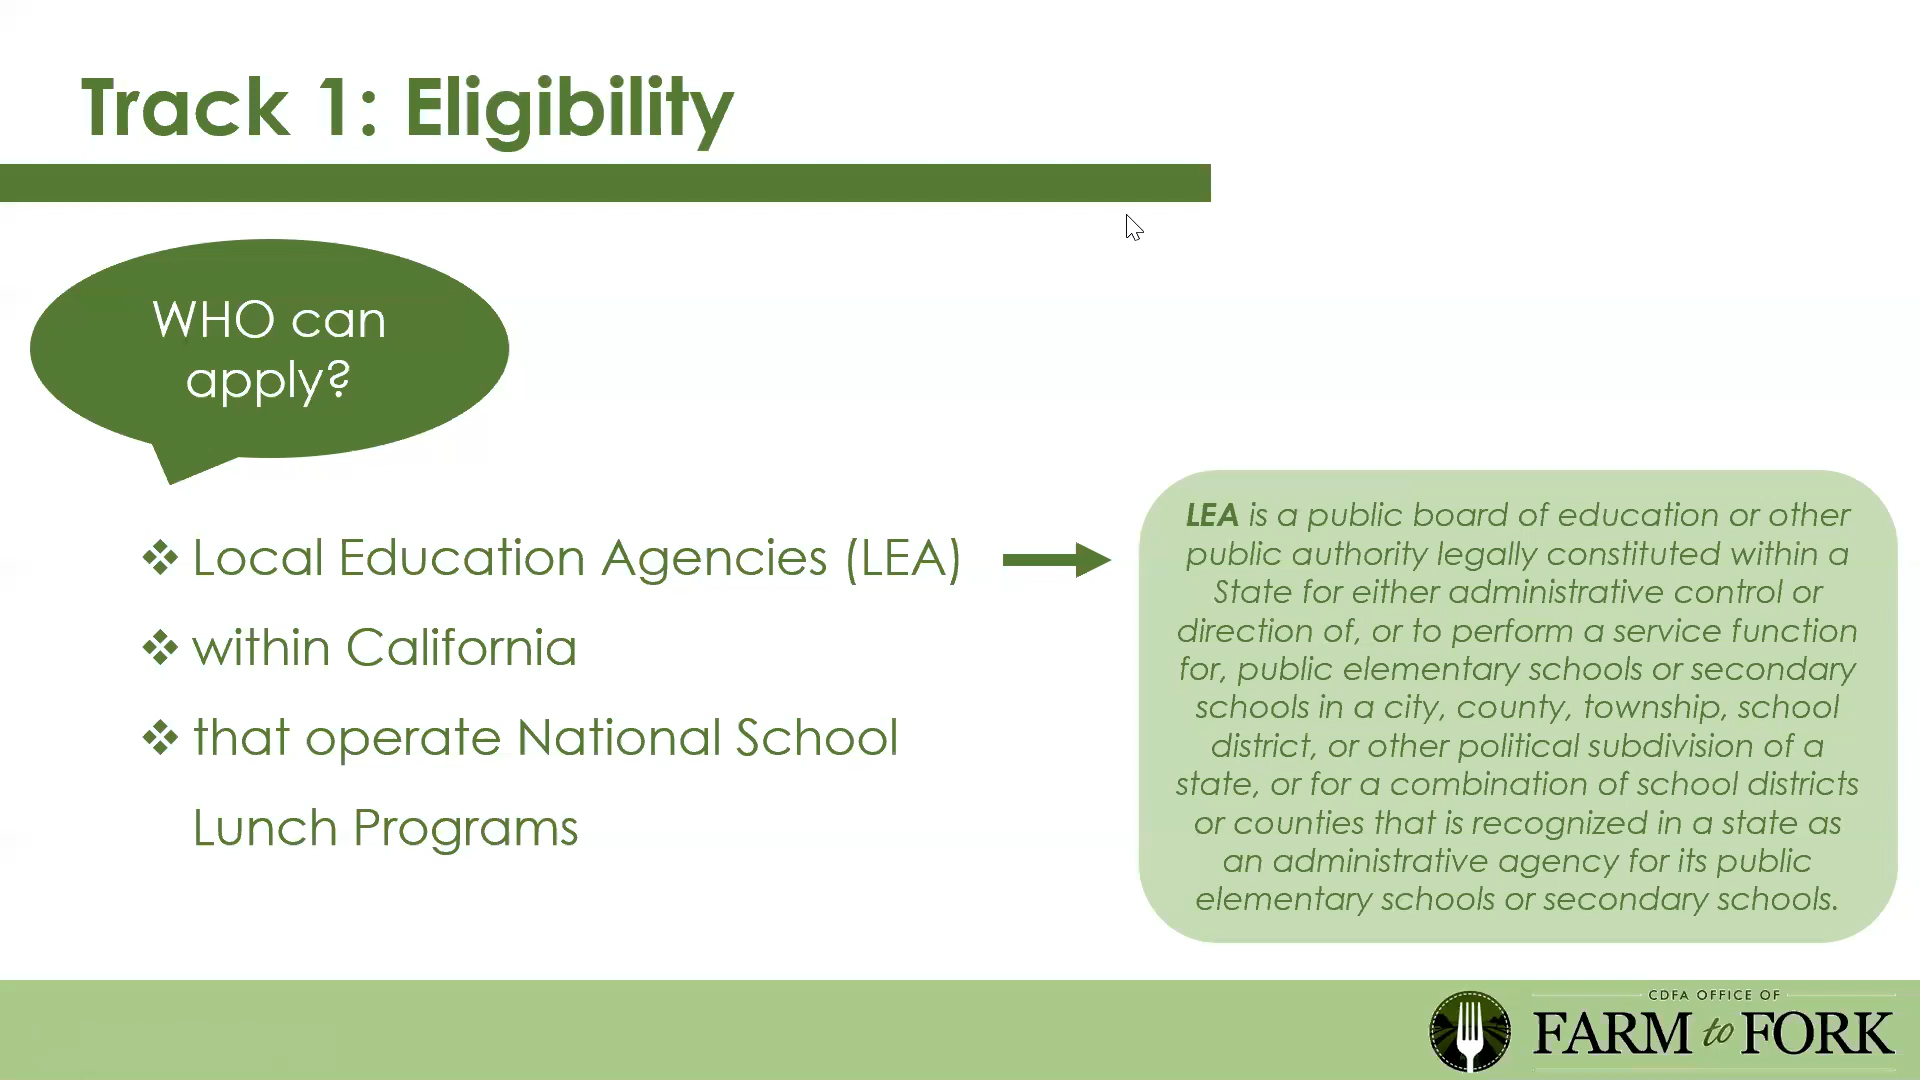 Track 1: Eligibility
WHO can
apply?
❖ Local Education Agencies (LEA)
❖ within California
❖ that operate National School
Lunch Programs
LEA is a public board of education or other
public authority legally constituted within a
State for either administrative control or
direction of, or to perform a service function
for, public elementary schools or secondary
schools in a city, county, township, school
district, or other political subdivision of a
state, or for a combination of school districts
or counties that is recognized in a state as
an administrative agency for its public
elementary schools or secondary schools.
CDFA OFFICE OF
FARM to FORK